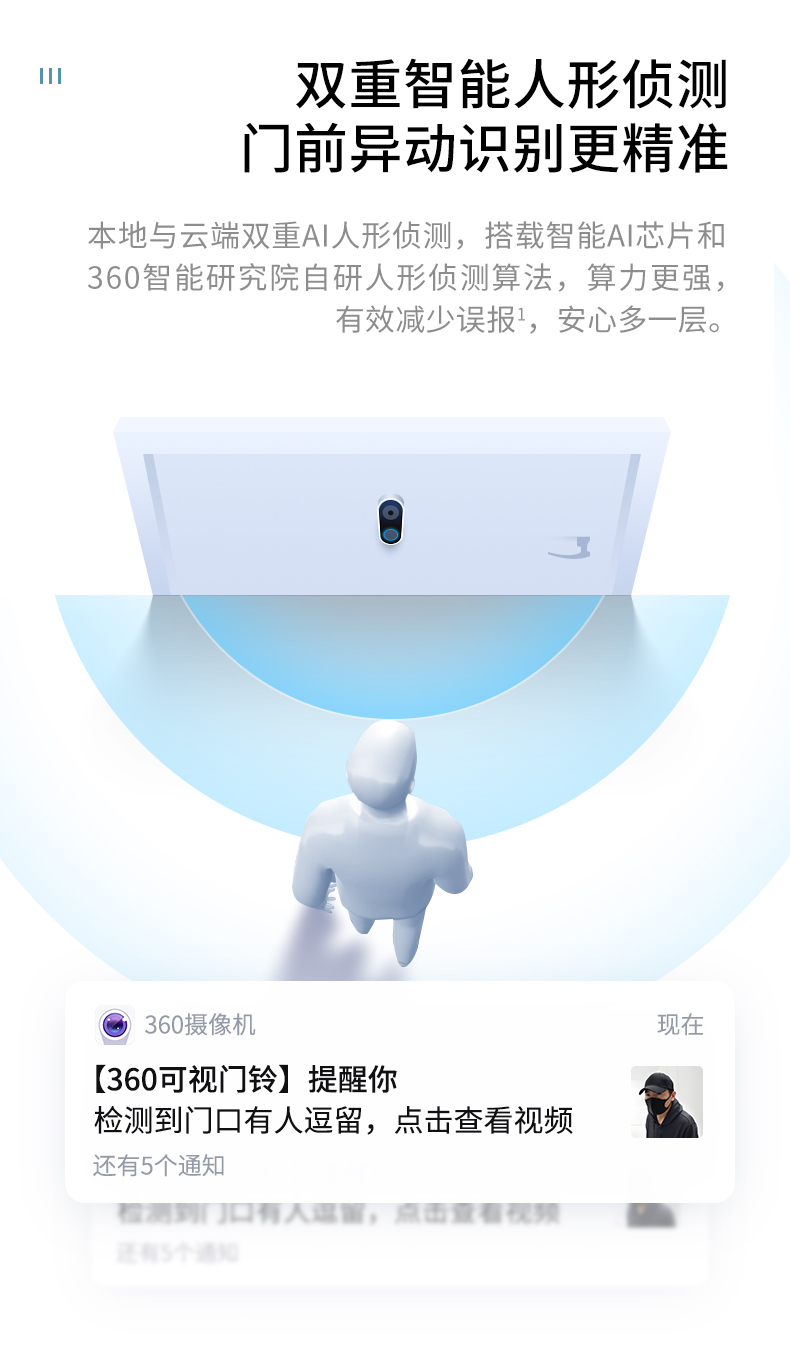 双重智能人形侦测
门前异动识别更精准
本地与云端双重AI人形侦测，搭载智能AI芯片和
360智能研究院自研人形侦测算法，算力更强，
有效减少误报¹，安心多一层。
360摄像机
现在
【360可视门铃】提醒你
检测到门口有人逗留，点击查看视频
还有5个通知
检测到门口有人逗留，点击查看视频
还有5个通知